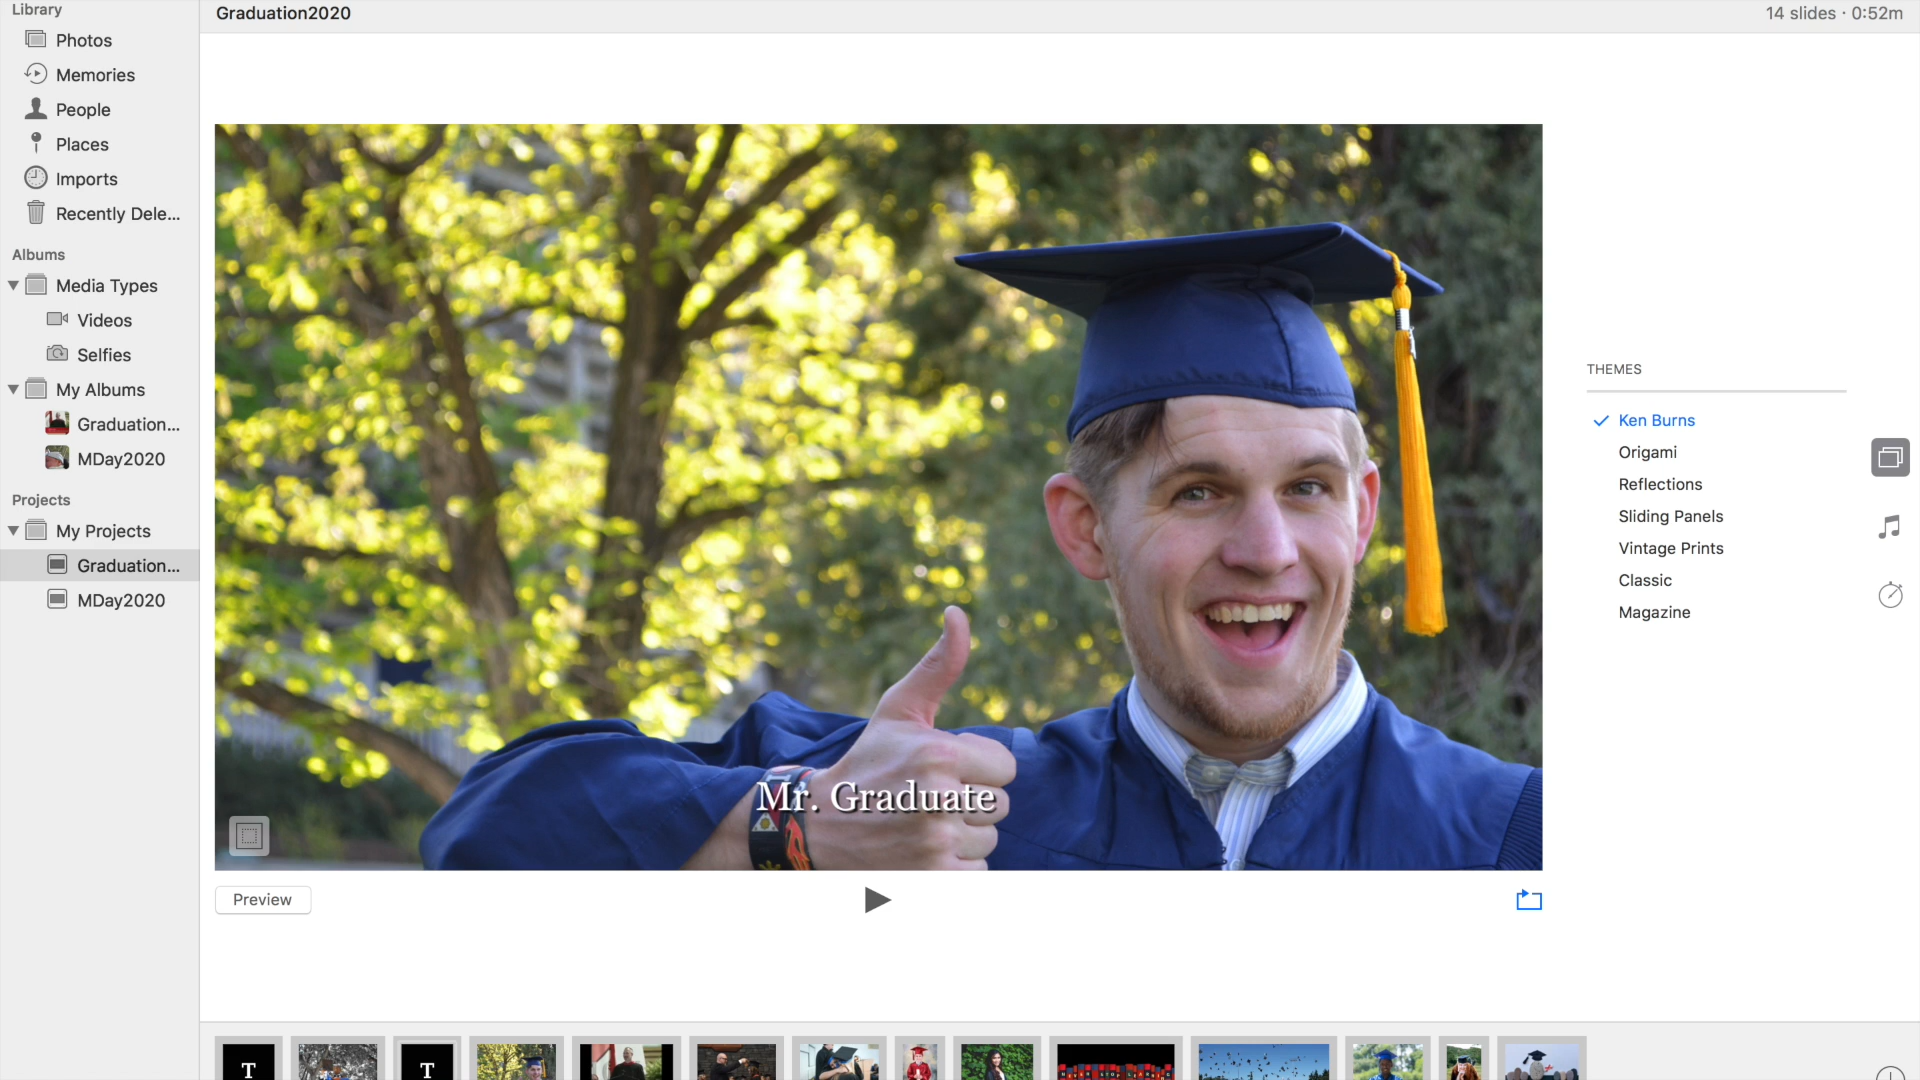 Library
Photos
Memories
People
Places
Imports
Recently Dele...
Albums
Media Types
Videos
Selfies
My Albums
Graduation...
MDay2020
Projects
My Projects
Graduation...
MDay2020
Graduation2020
14 slides · 0:52m
Mr. Graduate
Preview
THEMES
Ken Burns
Origami
Reflections
Sliding Panels
Vintage Prints
Classic
Magazine
T
T